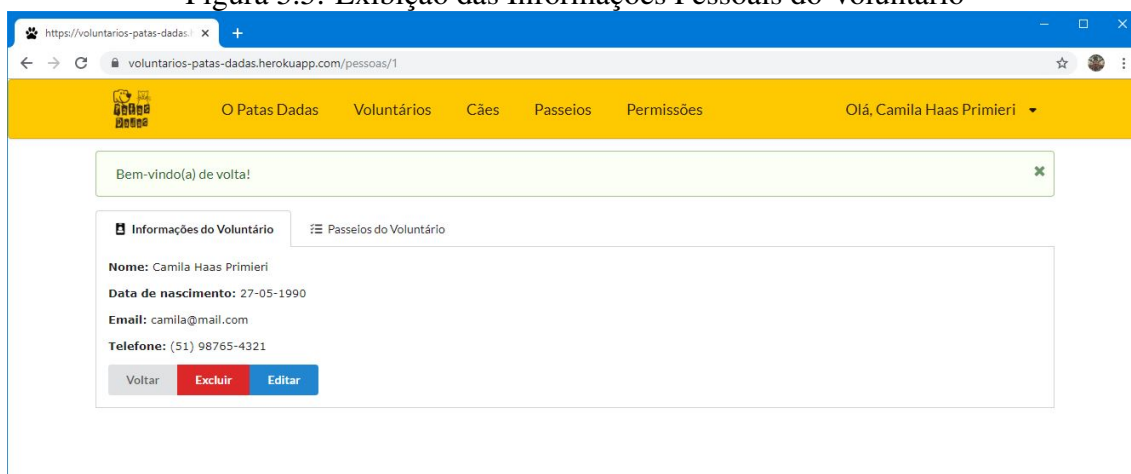 Figura 5.5: Exibição das Informações Pessoais do Voluntário
https://voluntarios-patas-dadas.h
voluntarios-patas-dadas.herokuapp.com/pessoas/1
Patas Dadas O Patas Dadas Voluntários Cães Passeios Permissões Olá, Camila Haas Primieri
Bem-vindo(a) de volta!
Informações do Voluntário Passeios do Voluntário
Nome: Camila Haas Primieri
Data de nascimento: 27-05-1990
Email: camila@mail.com
Telefone: (51) 98765-4321
Voltar Excluir Editar